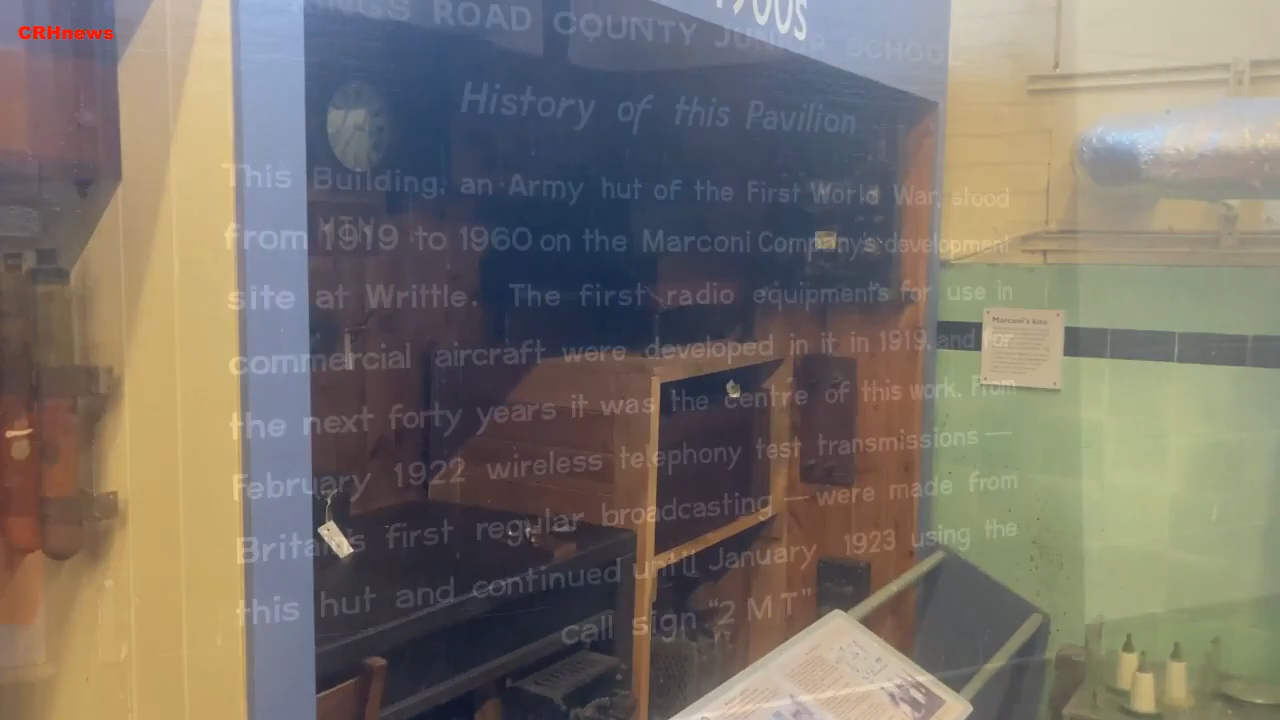 CRHnews
1900s
KINGS ROAD COUNTY JUNIOR SCHOOL
History of this Pavilion
This Building, an Army hut of the First World War, stood
from 1919 to 1960 on the Marconi Company's development
site at Writtle. The first radio equipments for use in
commercial aircraft were developed in it in 1919, and for
the next forty years it was the centre of this work. From
February 1922 wireless telephony test transmissions —
Britain's first regular broadcasting — were made from
this hut and continued until January 1923 using the
call sign "2 M T"
Marconi's